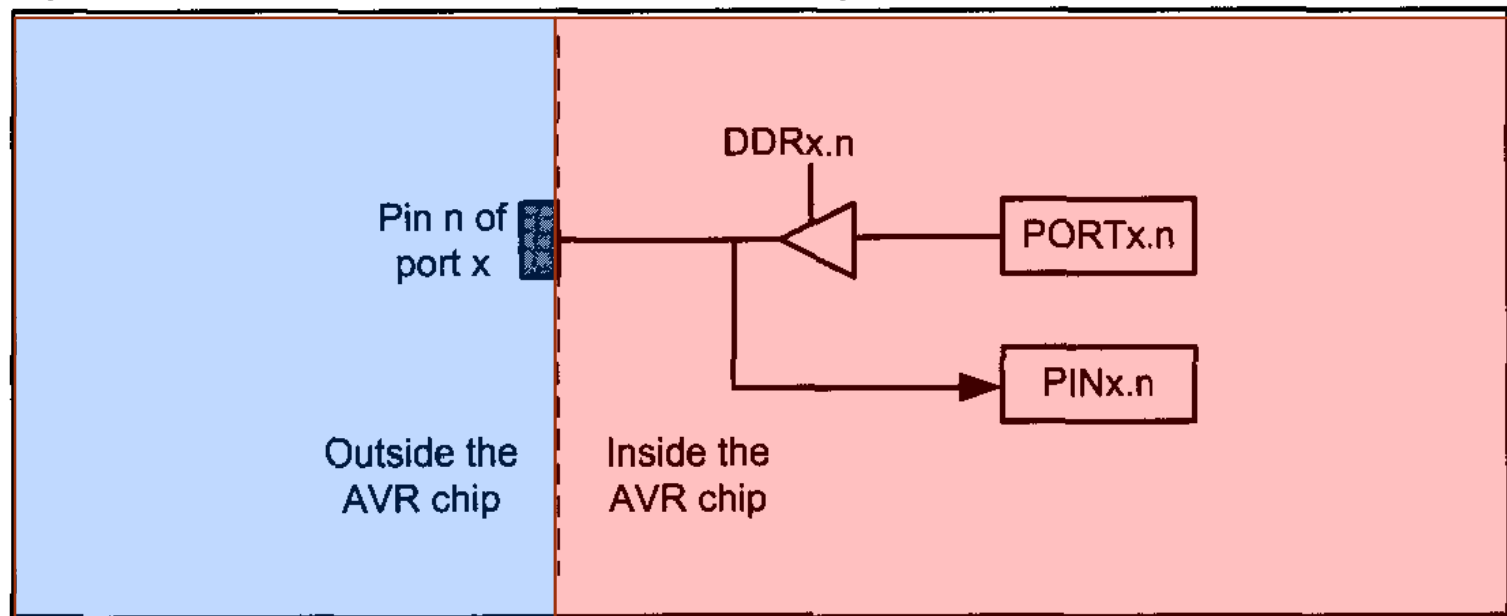 DDRx.n
Pin n of
port x
PORTx.n
PINx.n
Outside the
AVR chip
Inside the
AVR chip